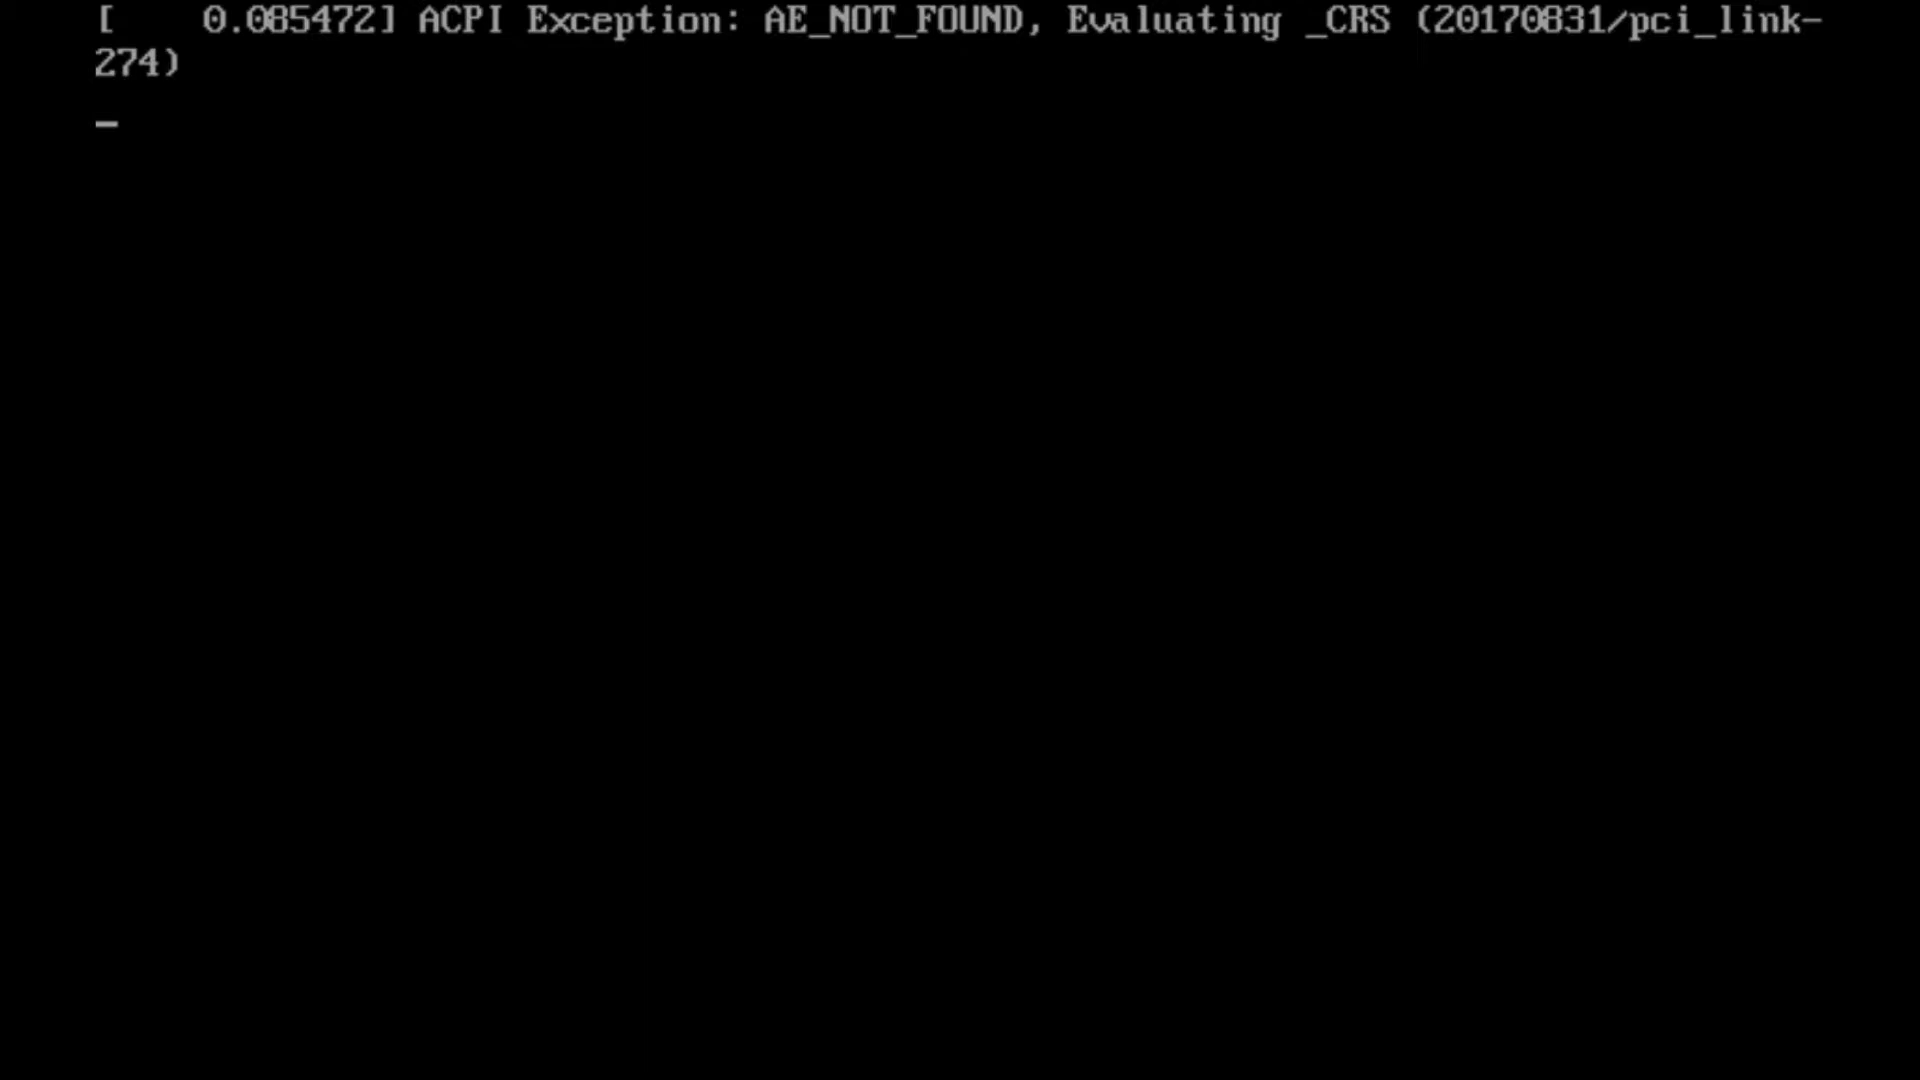 [    0.085472] ACPI Exception: AE_NOT_FOUND, Evaluating _CRS (20170831/pci_link-
274)
_